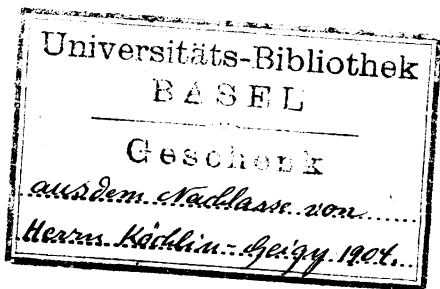 Universitäts-Bibliothek
BASEL
Geschenk
aus dem Nachlasse von
Herrn Köchlin-Geigy 1904.